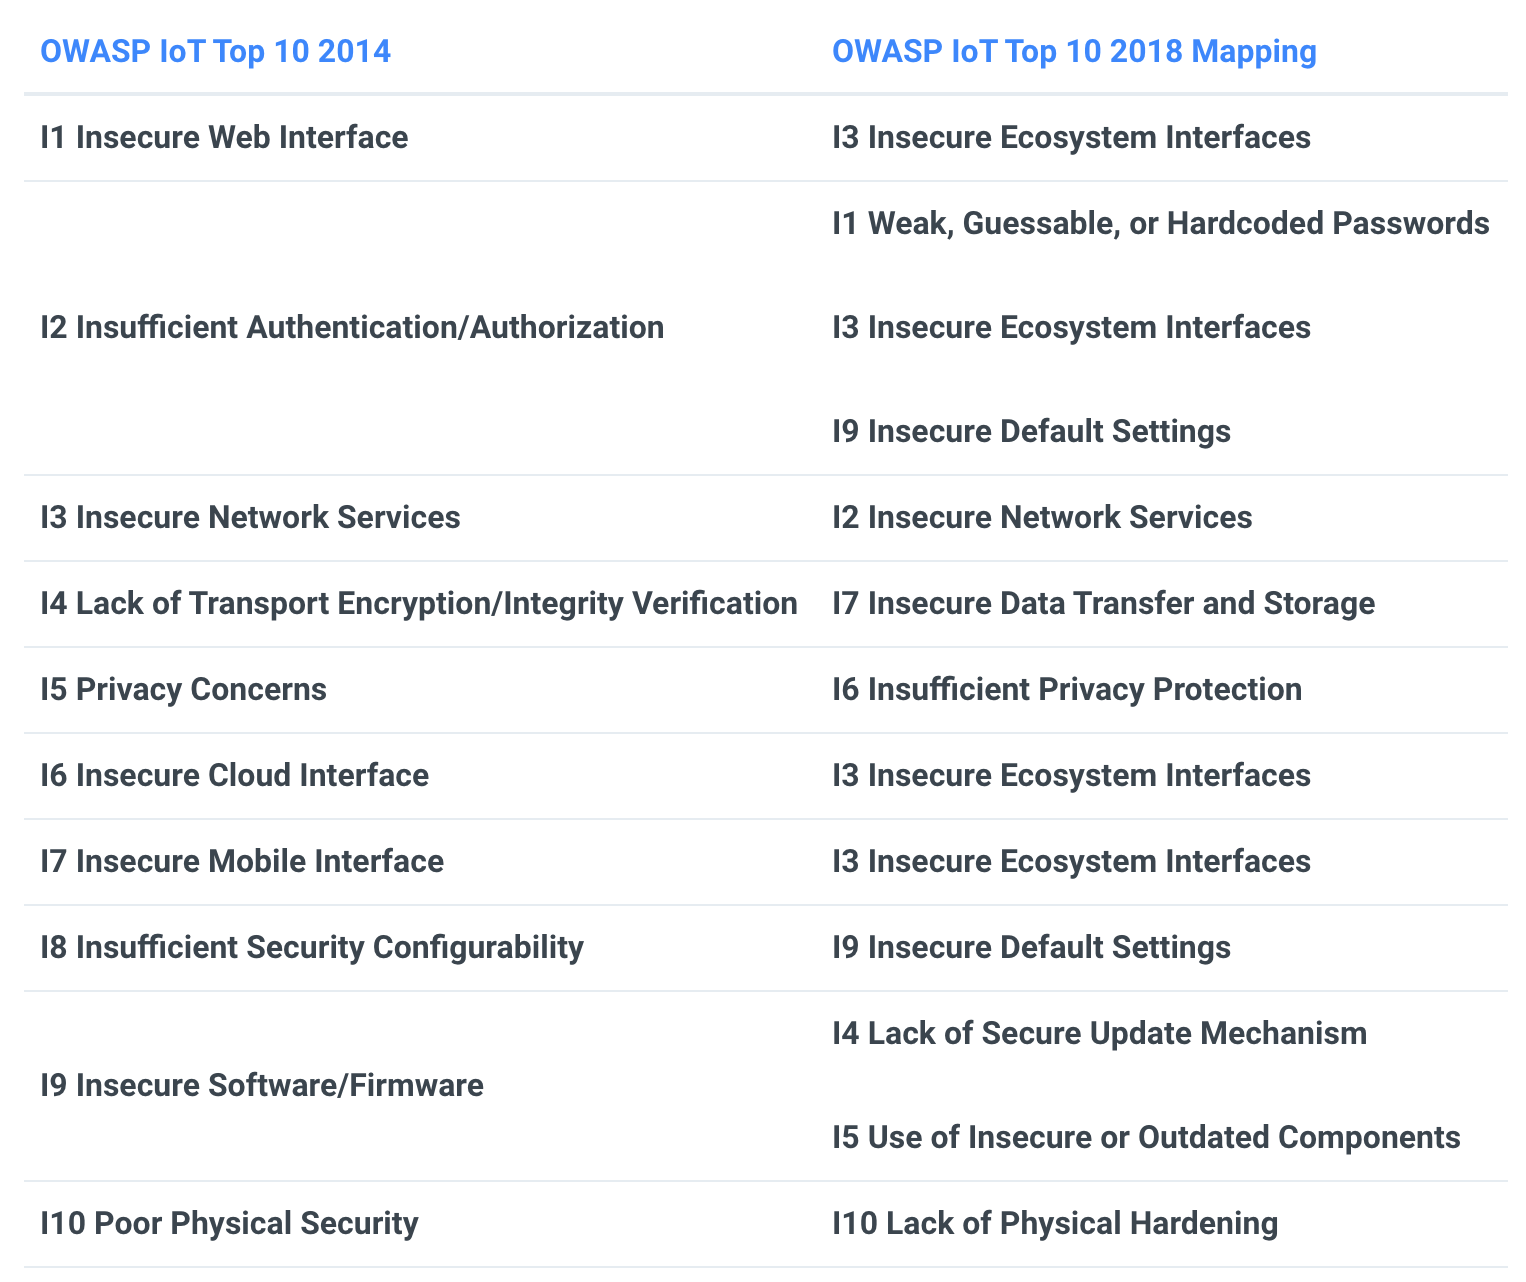 OWASP IoT Top 10 2014 OWASP IoT Top 10 2018 Mapping
I1 Insecure Web Interface I3 Insecure Ecosystem Interfaces
I1 Weak, Guessable, or Hardcoded Passwords
I2 Insufficient Authentication/Authorization I3 Insecure Ecosystem Interfaces
I9 Insecure Default Settings
I3 Insecure Network Services I2 Insecure Network Services
I4 Lack of Transport Encryption/Integrity Verification I7 Insecure Data Transfer and Storage
I5 Privacy Concerns I6 Insufficient Privacy Protection
I6 Insecure Cloud Interface I3 Insecure Ecosystem Interfaces
I7 Insecure Mobile Interface I3 Insecure Ecosystem Interfaces
I8 Insufficient Security Configurability I9 Insecure Default Settings
I4 Lack of Secure Update Mechanism
I9 Insecure Software/Firmware
I5 Use of Insecure or Outdated Components
I10 Poor Physical Security I10 Lack of Physical Hardening